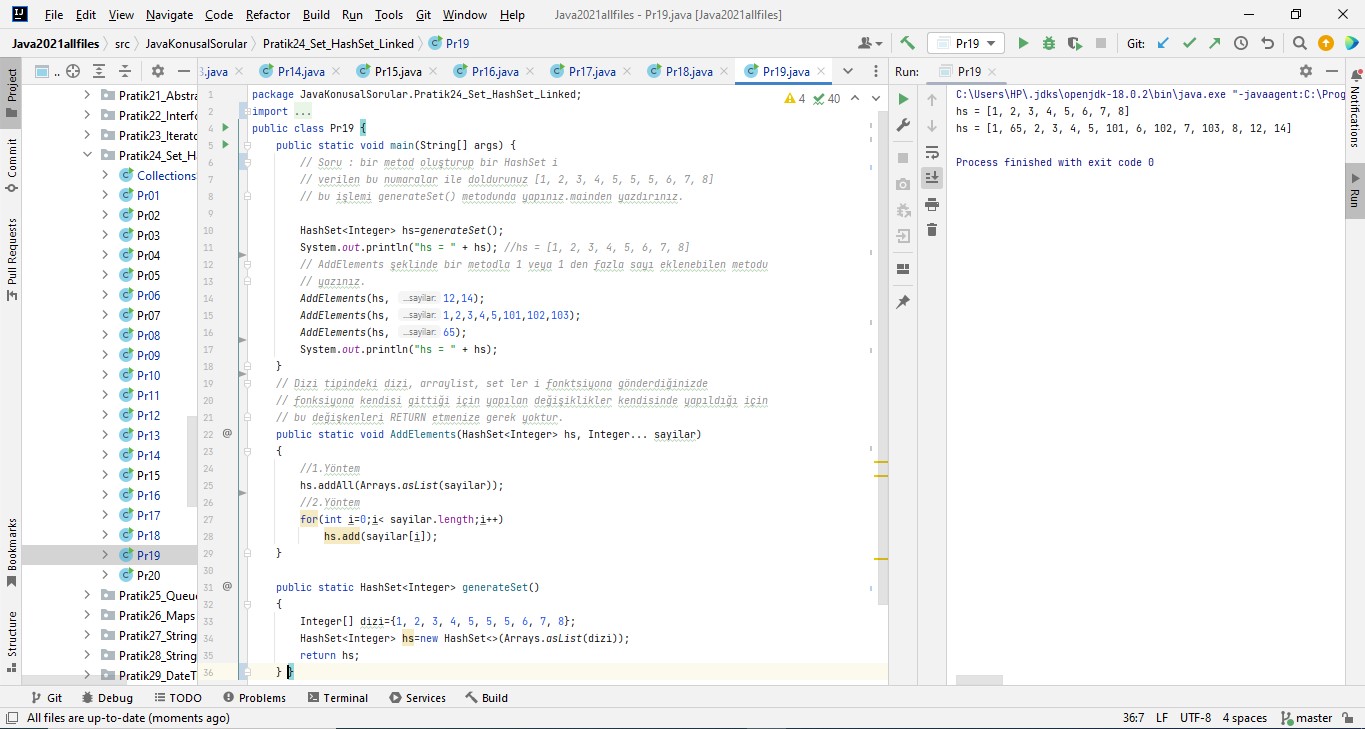 File Edit View Navigate Code Refactor Build Run Tools Git Window Help Java2021allfiles - Pr19.java [Java2021allfiles]
Java2021allfiles src JavaKonusalSorular Pratik24_Set_HashSet_Linked Pr19 Pr19 Git:
.. 3.java Pr14.java Pr15.java Pr16.java Pr17.java Pr18.java Pr19.java Run: Pr19
Project
Commit
Pull Requests
Bookmarks
Structure
Pratik21_Abstra
Pratik22_Interfo
Pratik23_Iterato
Pratik24_Set_H
Collections
Pr01
Pr02
Pr03
Pr04
Pr05
Pr06
Pr07
Pr08
Pr09
Pr10
Pr11
Pr12
Pr13
Pr14
Pr15
Pr16
Pr17
Pr18
Pr19
Pr20
Pratik25_Queue
Pratik26_Maps
Pratik27_String
Pratik28_String
Pratik29_DateT
4 40
1 package JavaKonusalSorular.Pratik24_Set_HashSet_Linked;
2 import ...
4 public class Pr19 {
5 public static void main(String[] args) {
6 // Soru : bir metod oluşturup bir HashSet i
7 // verilen bu numaralar ile doldurunuz [1, 2, 3, 4, 5, 5, 5, 6, 7, 8]
8 // bu işlemi generateSet() metodunda yapınız.mainden yazdırınız.
9
10 HashSet<Integer> hs=generateSet();
11 System.out.println("hs = " + hs); //hs = [1, 2, 3, 4, 5, 6, 7, 8]
12 // AddElements şeklinde bir metodla 1 veya 1 den fazla sayı eklenebilen metodu
13 // yazınız.
14 AddElements(hs, ...sayilar: 12,14);
15 AddElements(hs, ...sayilar: 1,2,3,4,5,101,102,103);
16 AddElements(hs, ...sayilar: 65);
17 System.out.println("hs = " + hs);
18 }
19 // Dizi tipindeki dizi, arraylist, set ler i fonktsiyona gönderdiğinizde
20 // fonksiyona kendisi gittiği için yapılan değişiklikler kendisinde yapıldığı için
21 // bu değişkenleri RETURN etmenize gerek yoktur.
22 public static void AddElements(HashSet<Integer> hs, Integer... sayilar)
23 {
24 //1.Yöntem
25 hs.addAll(Arrays.asList(sayilar));
26 //2.Yöntem
27 for(int i=0;i< sayilar.length;i++)
28 hs.add(sayilar[i]);
29 }
30
31 public static HashSet<Integer> generateSet()
32 {
33 Integer[] dizi={1, 2, 3, 4, 5, 5, 5, 6, 7, 8};
34 HashSet<Integer> hs=new HashSet<>(Arrays.asList(dizi));
35 return hs;
36 } }
C:\Users\HP\.jdks\openjdk-18.0.2\bin\java.exe "-javaagent:C:\Prog
hs = [1, 2, 3, 4, 5, 6, 7, 8]
hs = [1, 65, 2, 3, 4, 5, 101, 6, 102, 7, 103, 8, 12, 14]
Process finished with exit code 0
Notifications
Run
Git Debug TODO Problems Terminal Services Build
All files are up-to-date (moments ago) 36:7 LF UTF-8 4 spaces master